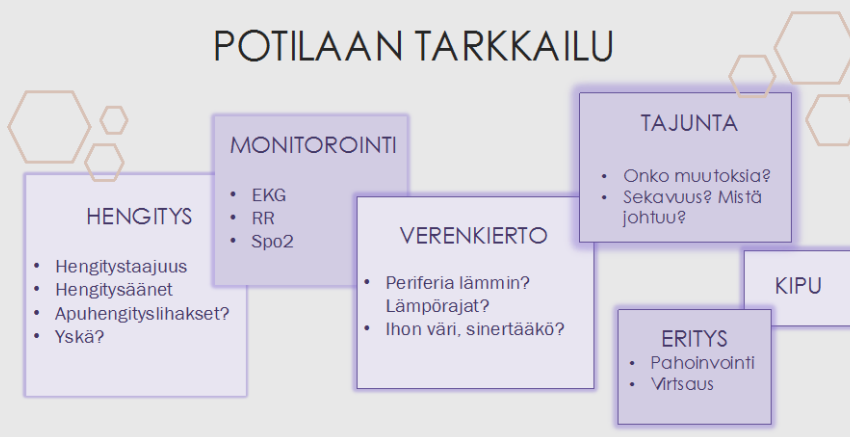 POTILAAN TARKKAILU
HENGITYS
• Hengitystaajuus
• Hengitysäänet
• Apuhengityslihakset?
• Yskä?
MONITOROINTI
• EKG
• RR
• Spo2
VERENKIERTO
• Periferia lämmin?
Lämpörajat?
• Ihon väri, sinertääkö?
TAJUNTA
• Onko muutoksia?
• Sekavuus? Mistä
johtuu?
ERITYS
• Pahoinvointi
• Virtsaus
KIPU